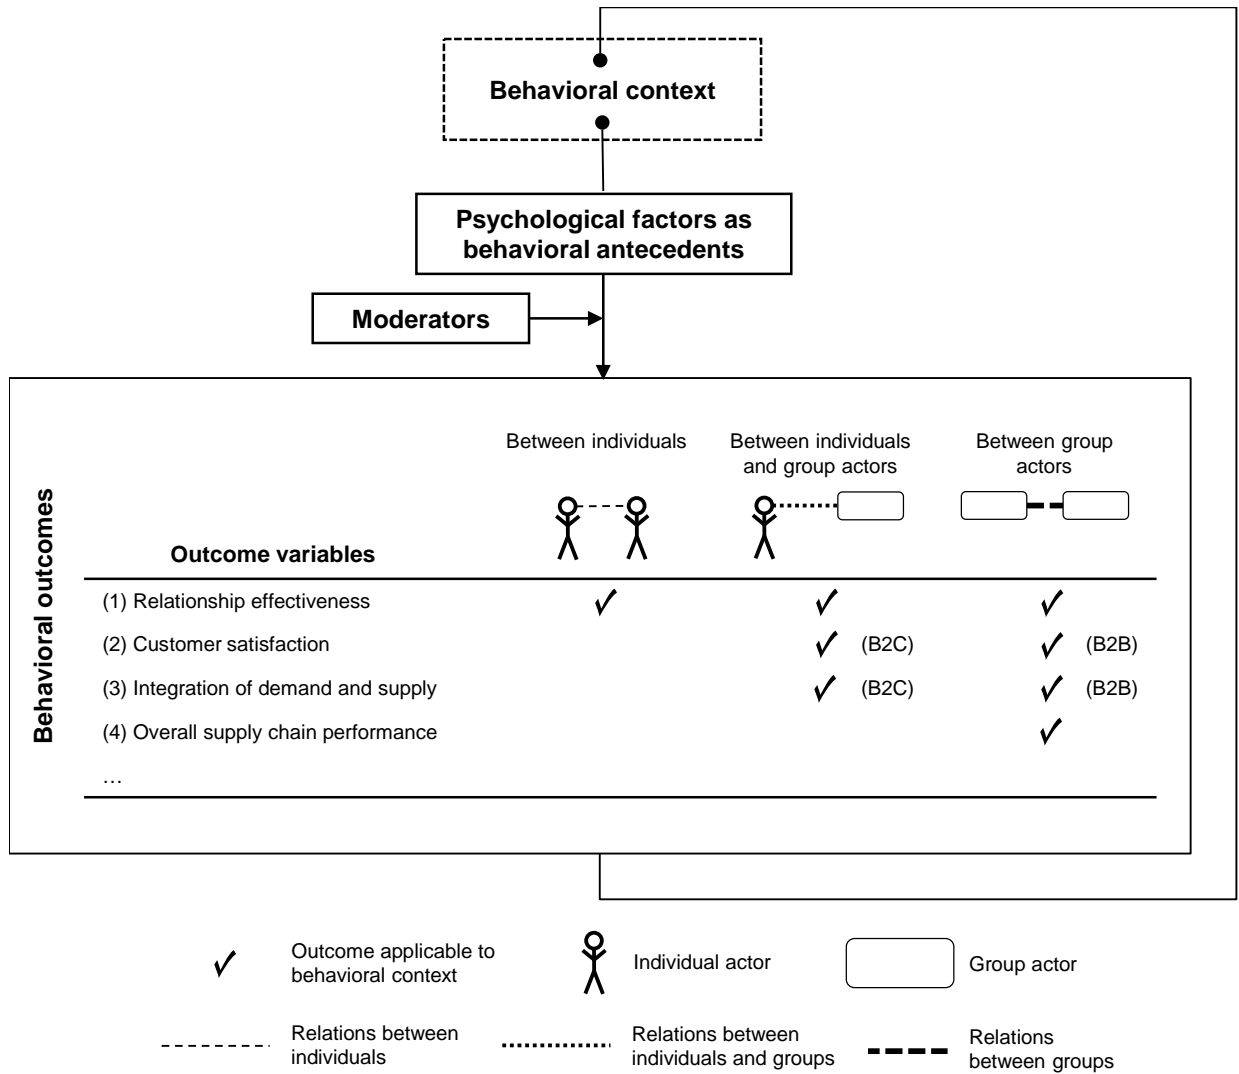 Behavioral context
Psychological factors as
behavioral antecedents
Moderators
Behavioral outcomes
Between individuals
Between individuals
and group actors
Between group
actors
Outcome variables
(1) Relationship effectiveness
(2) Customer satisfaction
(B2C)
(B2B)
(3) Integration of demand and supply
(B2C)
(B2B)
(4) Overall supply chain performance
…
Outcome applicable to
behavioral context
Individual actor
Group actor
Relations between
individuals
Relations between
individuals and groups
Relations
between groups